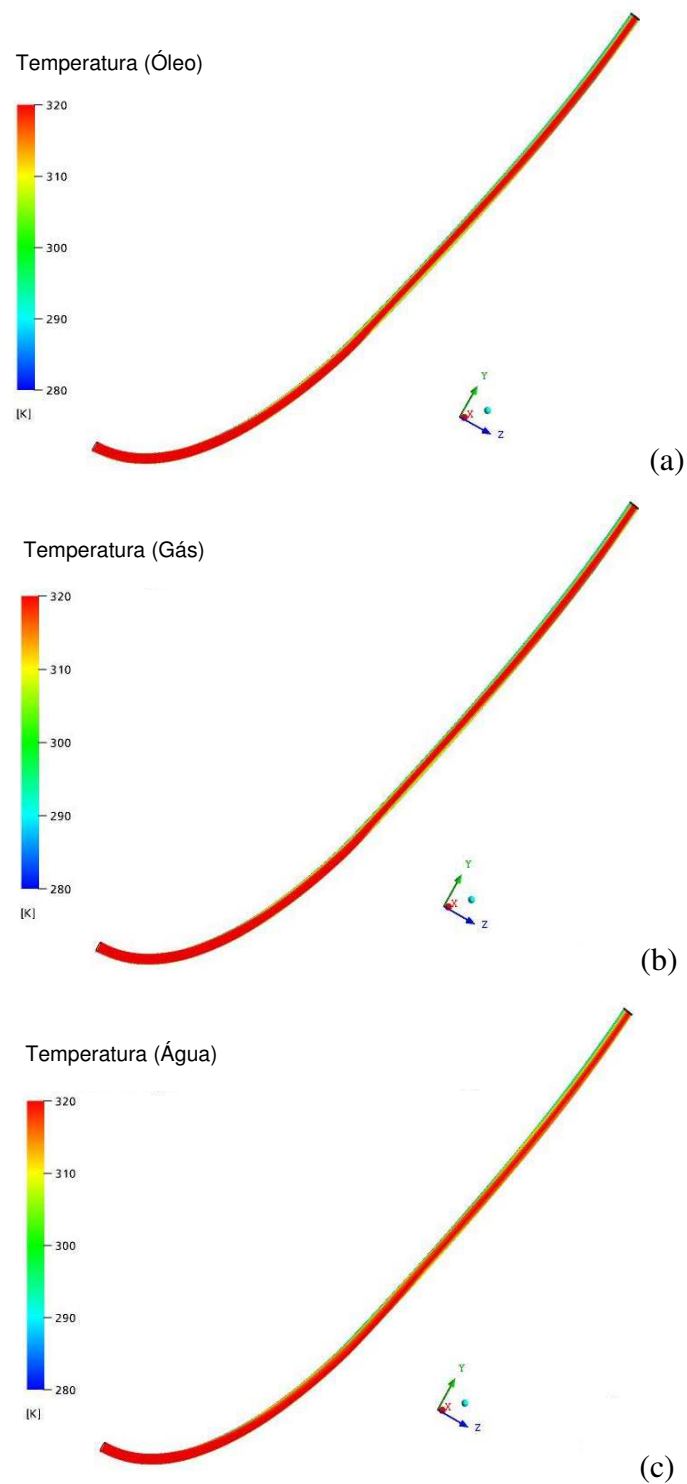 Temperatura (Óleo)
320
310
300
290
280
[K]
Y
X
Z
(a)
Temperatura (Gás)
320
310
300
290
280
[K]
Y
X
Z
(b)
Temperatura (Água)
320
310
300
290
280
[K]
Y
X
Z
(c)